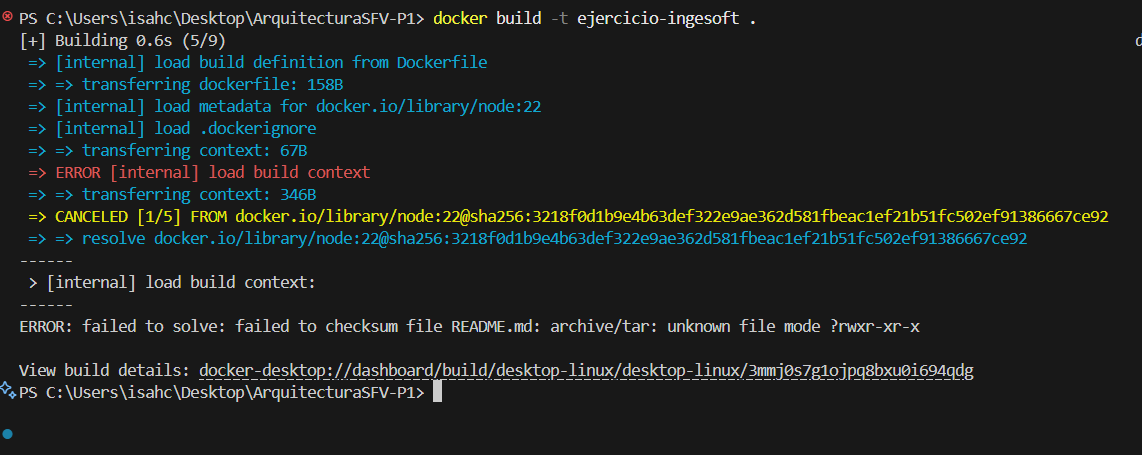 PS C:\Users\isahc\Desktop\ArquitecturaSFV-P1> docker build -t ejercicio-ingesoft .
[+] Building 0.6s (5/9)
=> [internal] load build definition from Dockerfile
=> => transferring dockerfile: 158B
=> [internal] load metadata for docker.io/library/node:22
=> [internal] load .dockerignore
=> => transferring context: 67B
=> ERROR [internal] load build context
=> => transferring context: 346B
=> CANCELED [1/5] FROM docker.io/library/node:22@sha256:3218f0d1b9e4b63def322e9ae362d581fbeac1ef21b51fc502ef91386667ce92
=> => resolve docker.io/library/node:22@sha256:3218f0d1b9e4b63def322e9ae362d581fbeac1ef21b51fc502ef91386667ce92
------
> [internal] load build context:
------
ERROR: failed to solve: failed to checksum file README.md: archive/tar: unknown file mode ?rwxr-xr-x
View build details: docker-desktop://dashboard/build/desktop-linux/desktop-linux/3mmj0s7g1ojpq8bxu0i694qdg
PS C:\Users\isahc\Desktop\ArquitecturaSFV-P1>